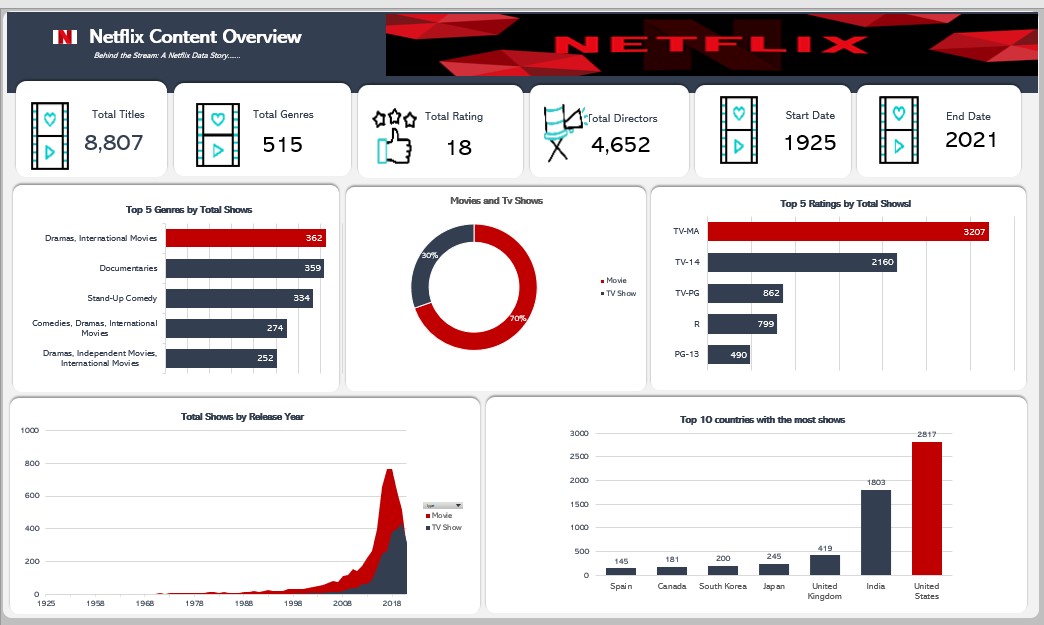 N
Netflix Content Overview
Behind the Stream: A Netflix Data Story......
NETFLIX
Total Titles
8,807
Total Genres
515
Total Rating
18
Total Directors
4,652
Start Date
1925
End Date
2021
Top 5 Genres by Total Shows
Dramas, International Movies
362
Documentaries
359
Stand-Up Comedy
334
Comedies, Dramas, International
Movies
274
Dramas, Independent Movies,
International Movies
252
Movies and Tv Shows
30%
70%
Movie
TV Show
Top 5 Ratings by Total Showsl
TV-MA
3207
TV-14
2160
TV-PG
862
R
799
PG-13
490
Total Shows by Release Year
1000
800
600
400
200
0
1925 1958 1968 1978 1988 1998 2008 2018
Movie
TV Show
Top 10 countries with the most shows
3000
2500
2000
1500
1000
500
0
145 181 200 245 419 1803 2817
Spain Canada South Korea Japan United India United
Kingdom States